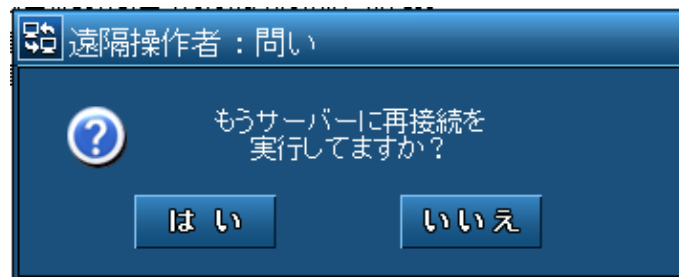 遠隔操作者：問い
もうサーバーに再接続を
実行してますか？
はい
いいえ